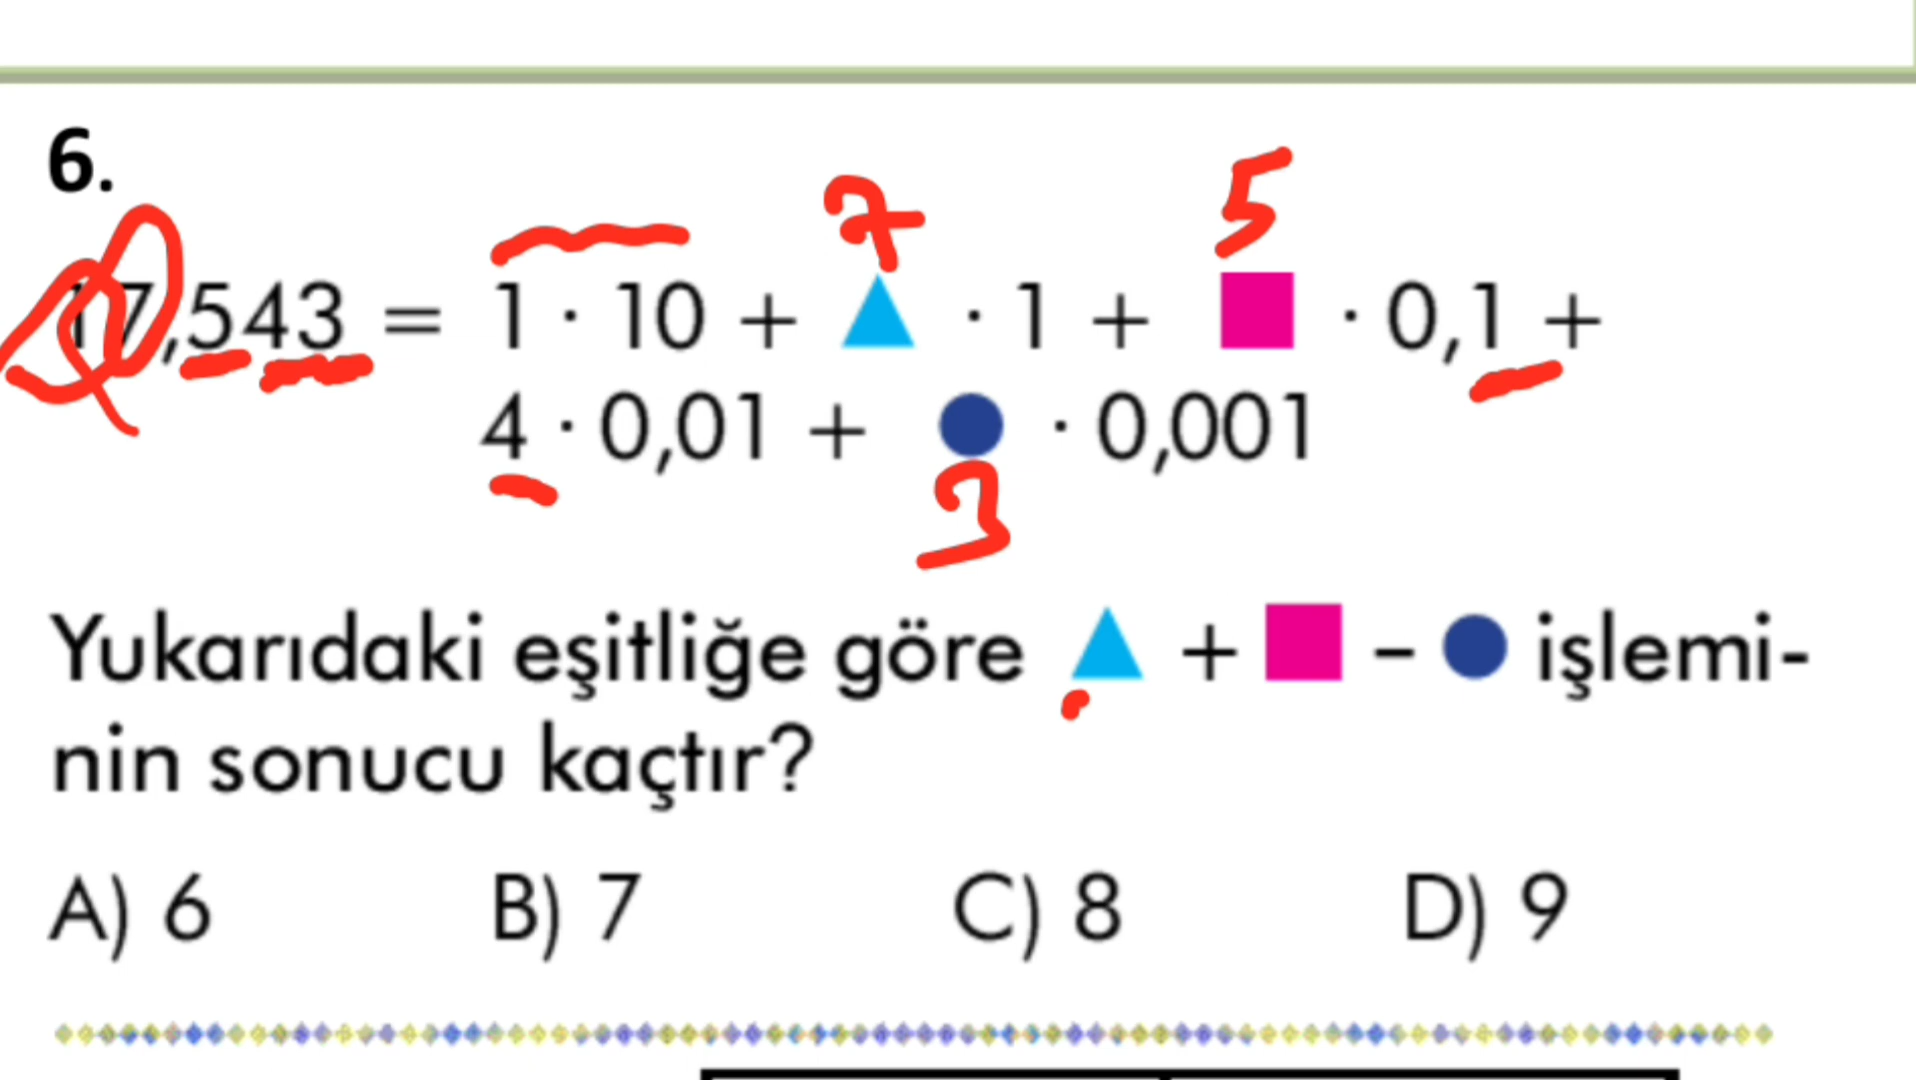 6.
7 5
17,543 = 1 · 10 + ▲ · 1 + ■ · 0,1 +
4 · 0,01 + ● · 0,001
3
Yukarıdaki eşitliğe göre ▲ + ■ – ● işlemi-
nin sonucu kaçtır?
A) 6 B) 7 C) 8 D) 9